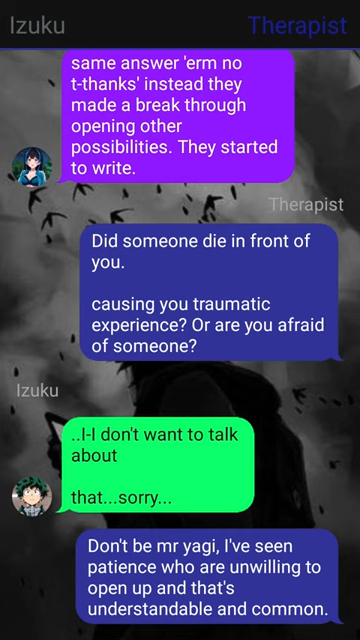 Izuku
Therapist
same answer 'erm no
t-thanks' instead they
made a break through
opening other
possibilities. They started
to write.
Therapist
Did someone die in front of
you.
causing you traumatic
experience? Or are you afraid
of someone?
Izuku
..I-I don't want to talk
about
that...sorry...
Don't be mr yagi, I've seen
patience who are unwilling to
open up and that's
understandable and common.